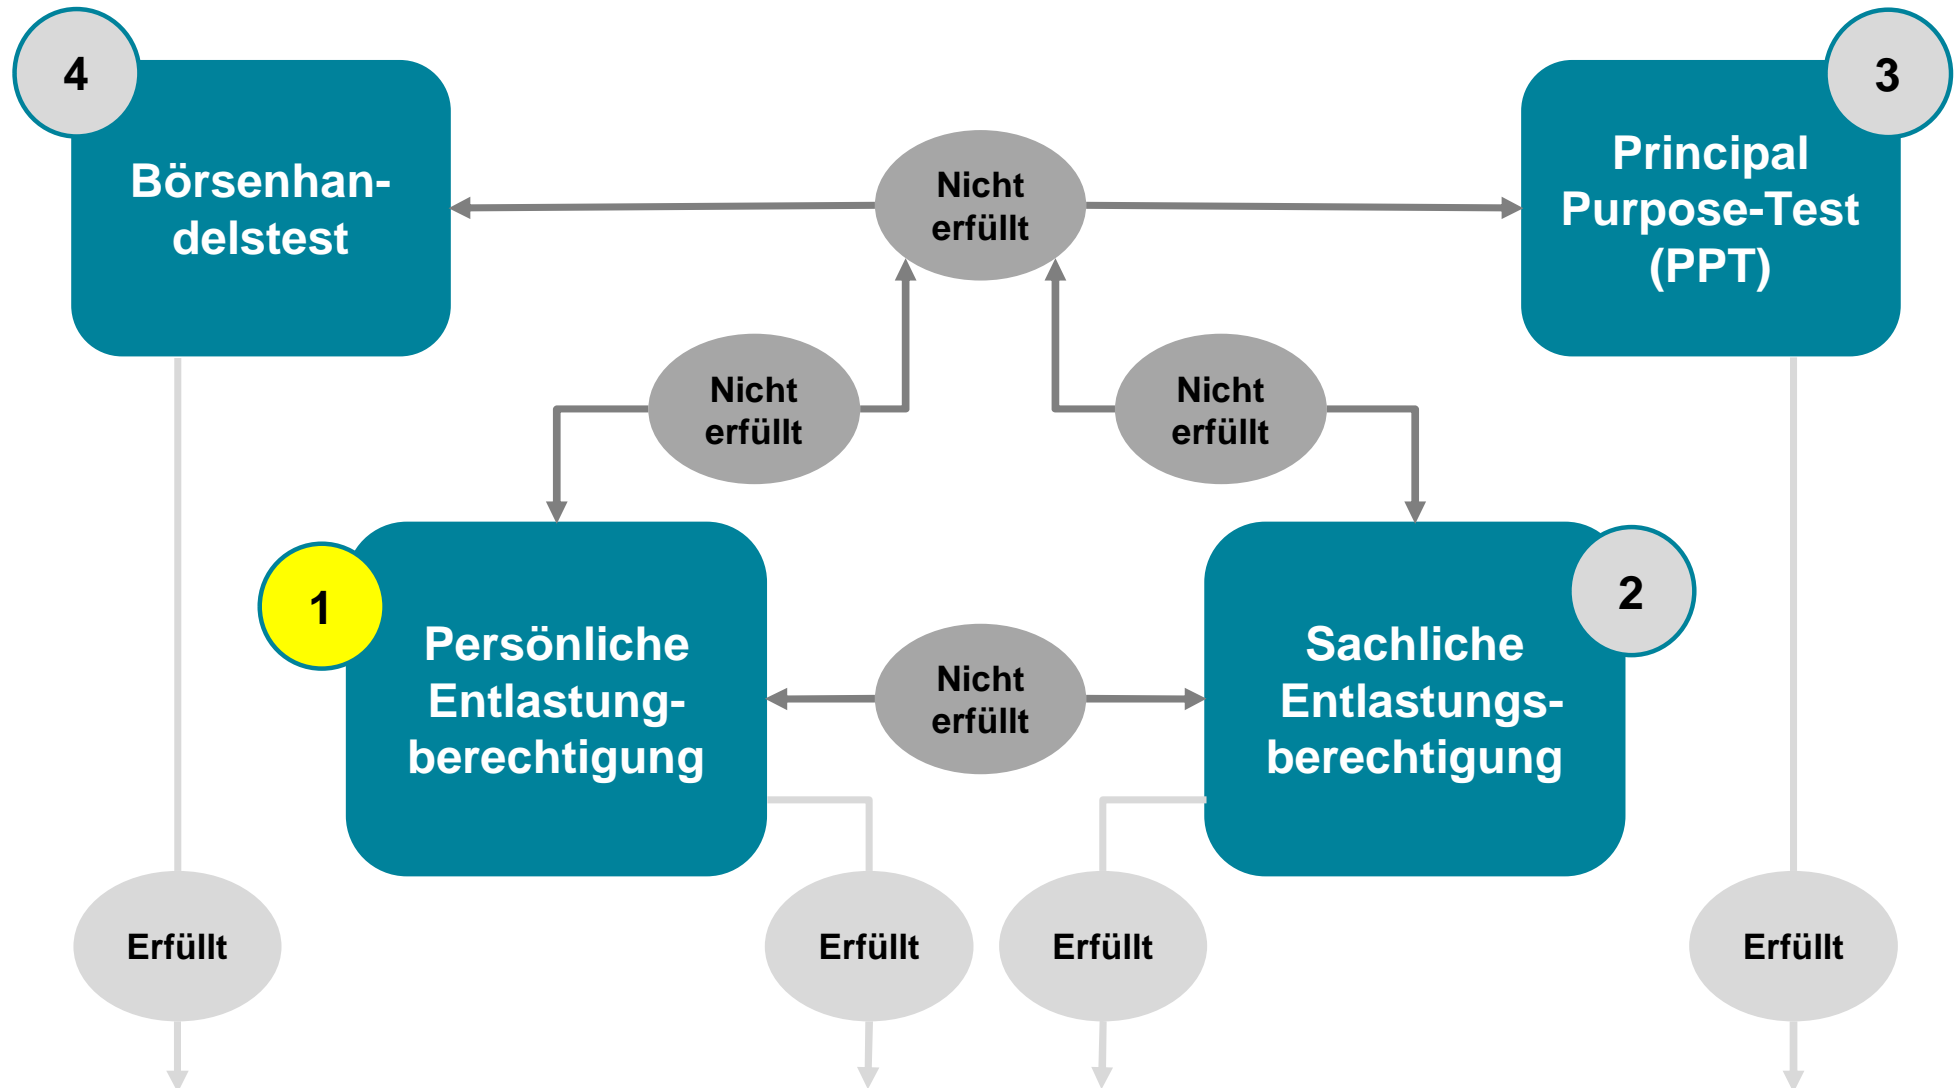 4
3
Börsenhan-
delstest
Nicht
erfüllt
Principal
Purpose-Test
(PPT)
Nicht
erfüllt
Nicht
erfüllt
1
Persönliche
Entlastung-
berechtigung
Nicht
erfüllt
2
Sachliche
Entlastungs-
berechtigung
Erfüllt
Erfüllt
Erfüllt
Erfüllt